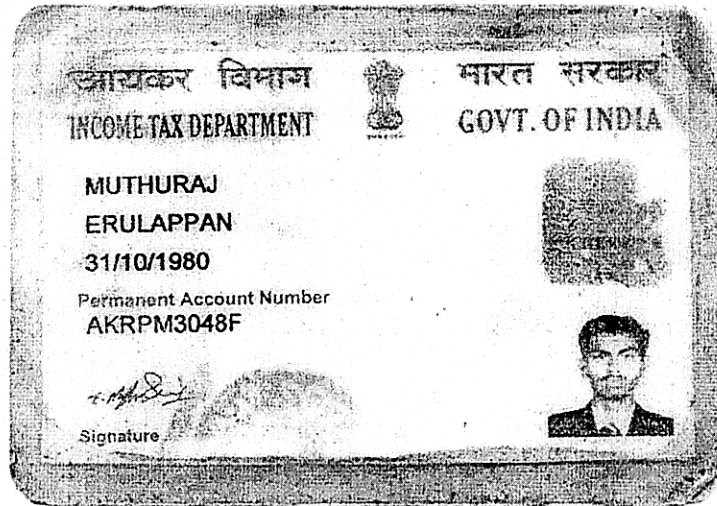 आयकर विभाग
भारत सरकार
INCOME TAX DEPARTMENT
GOVT. OF INDIA
MUTHURAJ
ERULAPPAN
31/10/1980
Permanent Account Number
AKRPM3048F
Signature